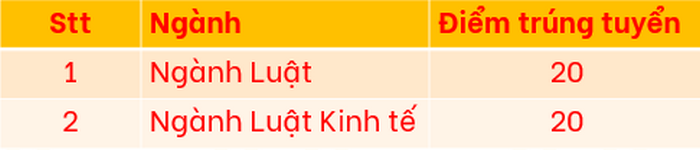 Stt Ngành Điểm trúng tuyển
1 Ngành Luật 20
2 Ngành Luật Kinh tế 20